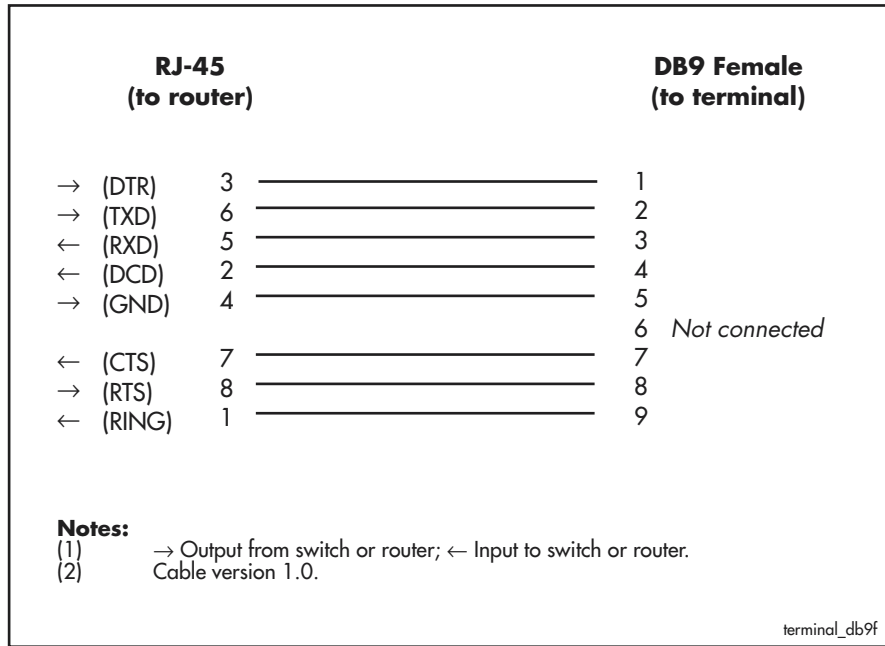 RJ-45 DB9 Female
(to router) (to terminal)
→ (DTR) 3 1
→ (TXD) 6 2
← (RXD) 5 3
← (DCD) 2 4
→ (GND) 4 5
6 Not connected
← (CTS) 7 7
→ (RTS) 8 8
← (RING) 1 9
Notes:
(1) → Output from switch or router; ← Input to switch or router.
(2) Cable version 1.0.
terminal_db9f